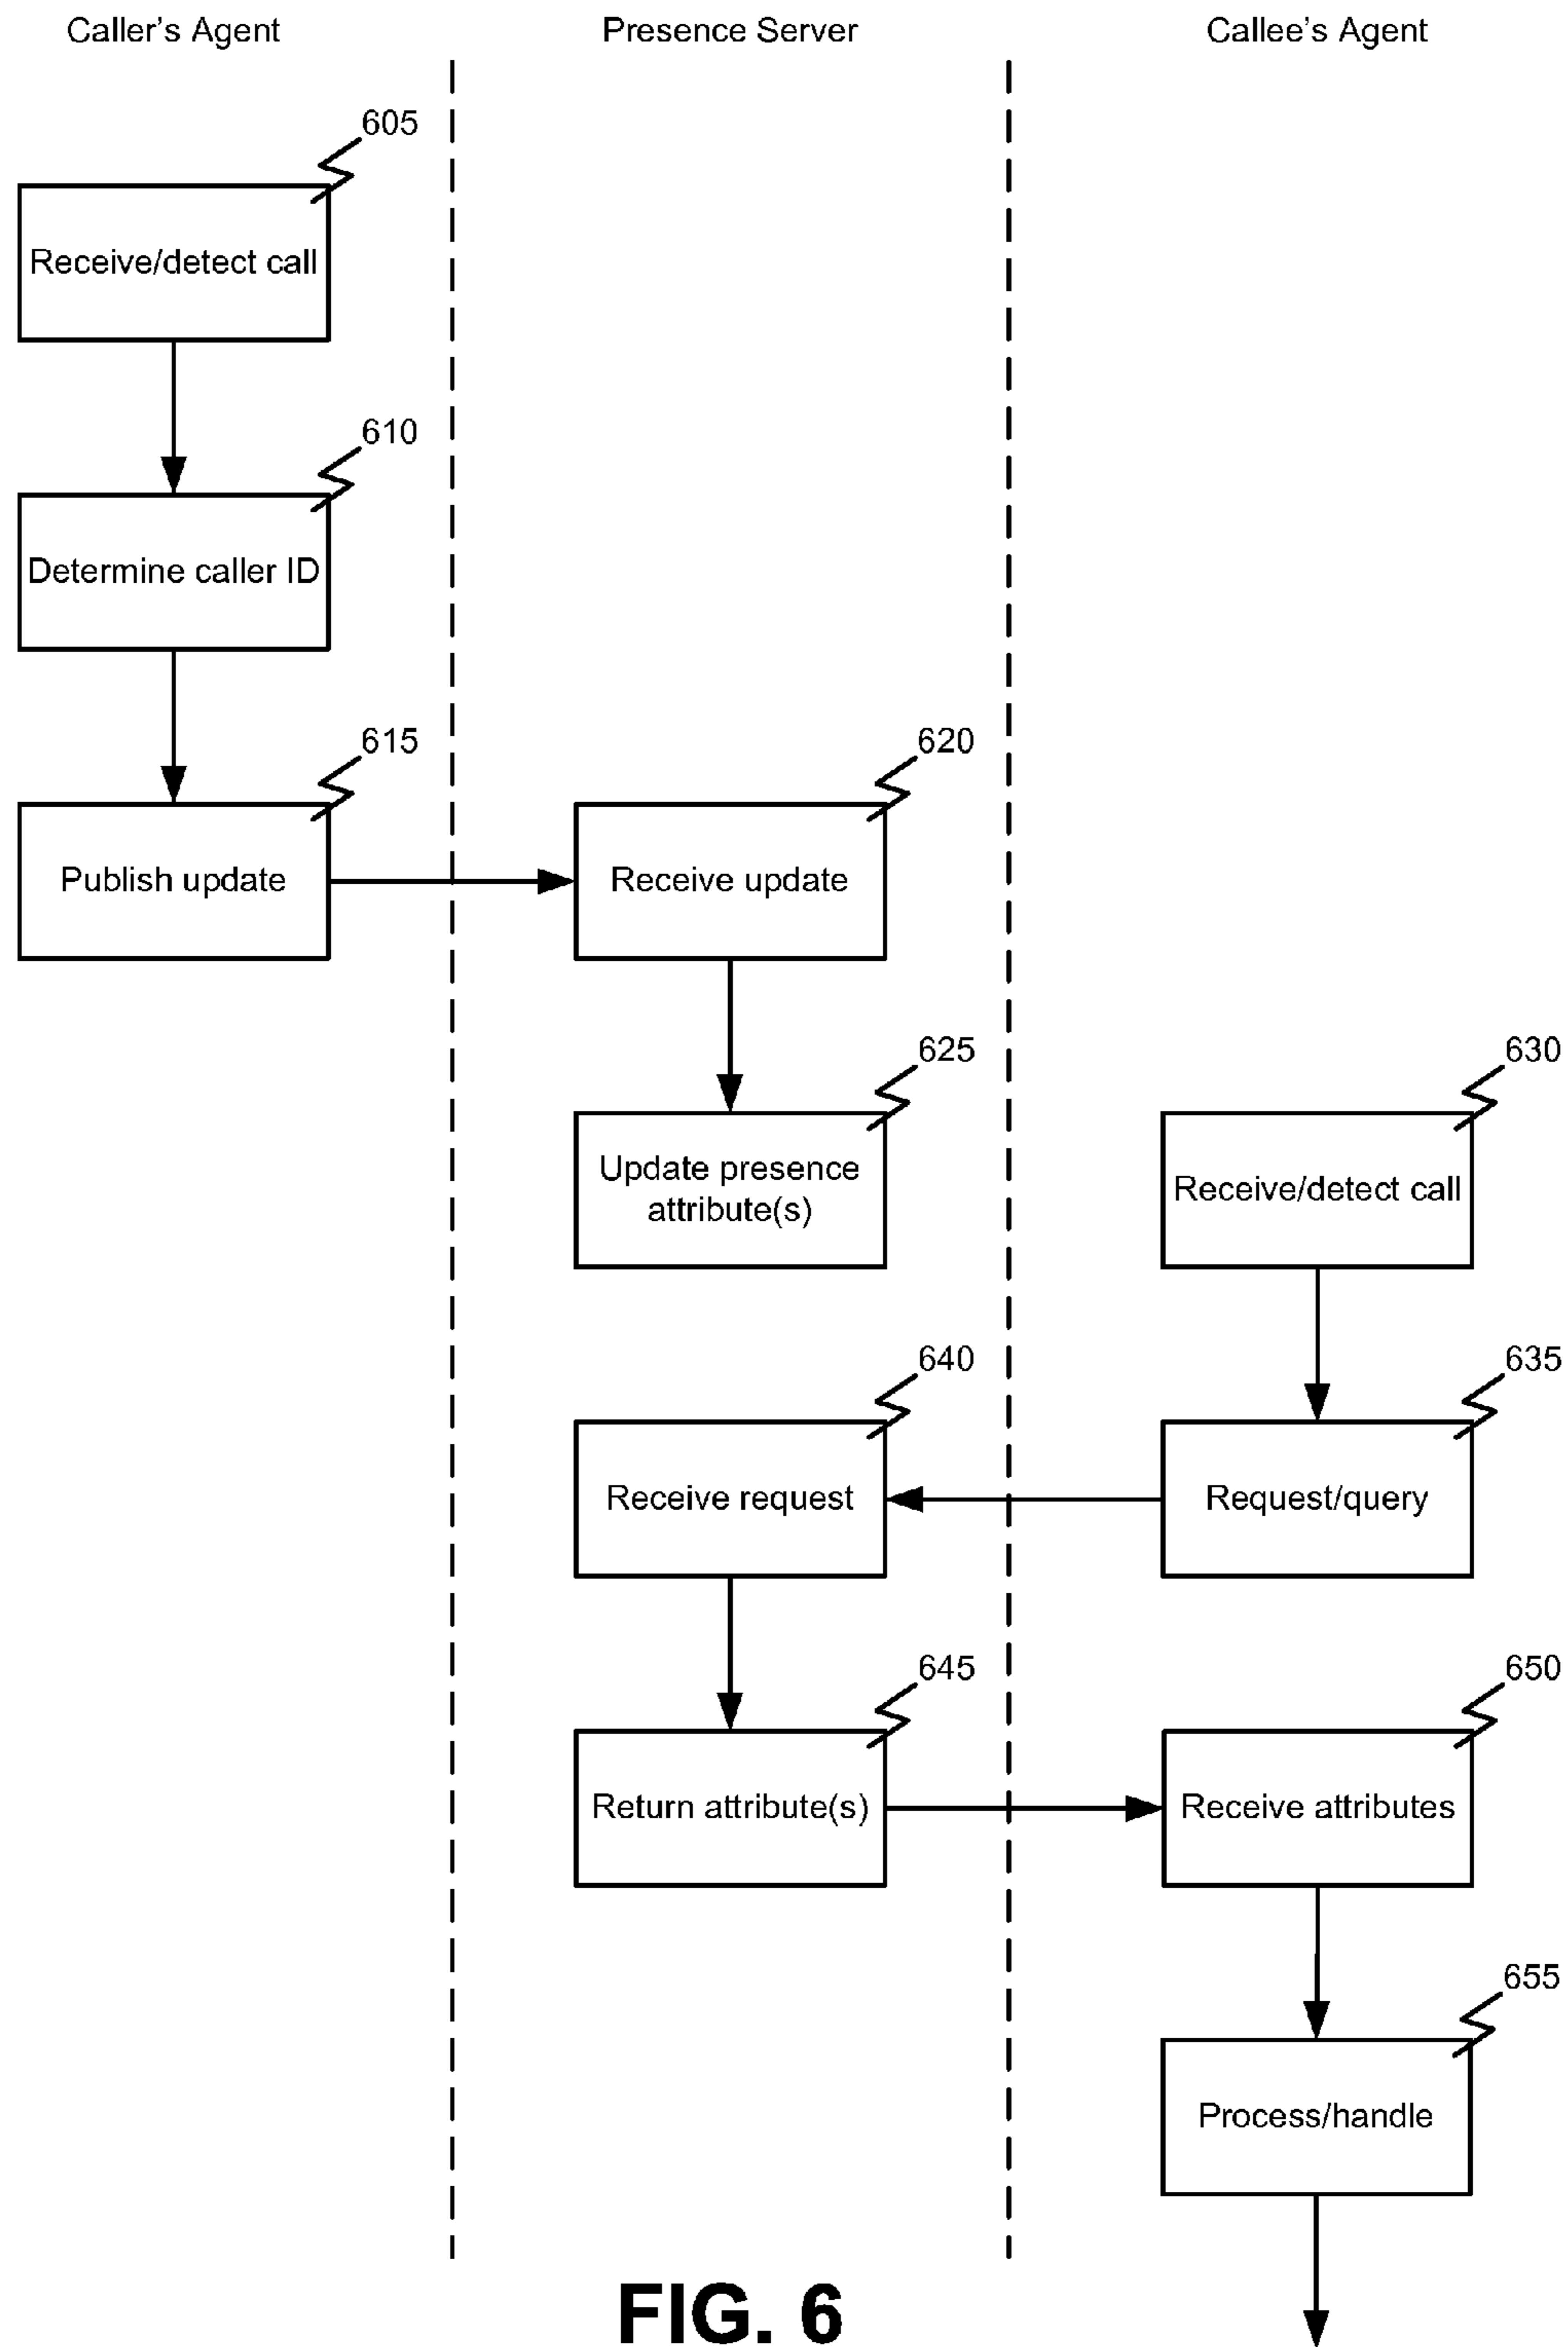 Caller's Agent
Presence Server
Callee's Agent
605
Receive/detect call
610
Determine caller ID
615
Publish update
620
Receive update
625
Update presence
attribute(s)
630
Receive/detect call
635
Request/query
640
Receive request
645
Return attribute(s)
650
Receive attributes
655
Process/handle
FIG. 6